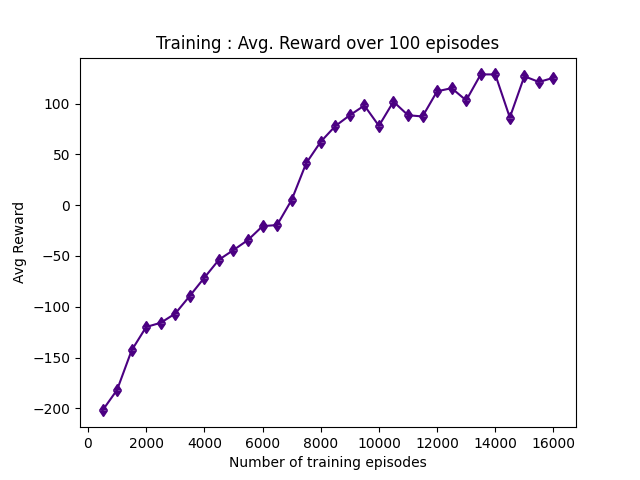 Training : Avg. Reward over 100 episodes
100
50
0
−50
−100
−150
−200
Avg Reward
0 2000 4000 6000 8000 10000 12000 14000 16000
Number of training episodes